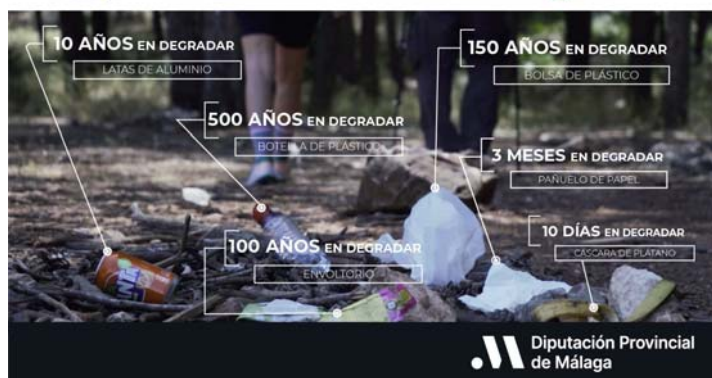 10 AÑOS EN DEGRADAR
LATAS DE ALUMINIO
150 AÑOS EN DEGRADAR
BOLSA DE PLÁSTICO
500 AÑOS EN DEGRADAR
BOTELLA DE PLÁSTICO
3 MESES EN DEGRADAR
PAÑUELO DE PAPEL
10 DÍAS EN DEGRADAR
CÁSCARA DE PLÁTANO
100 AÑOS EN DEGRADAR
ENVOLTORIO
FANTA
Diputación Provincial
de Málaga